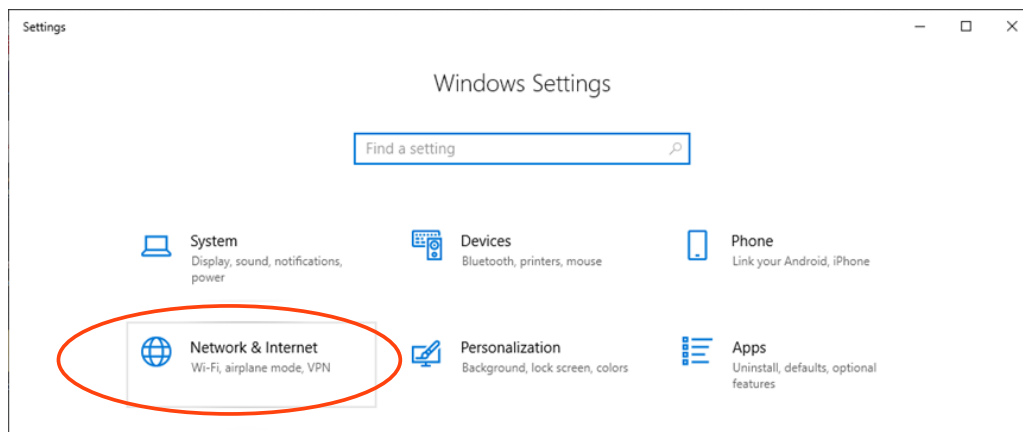 Settings
Windows Settings
Find a setting
System
Display, sound, notifications,
power
Devices
Bluetooth, printers, mouse
Phone
Link your Android, iPhone
Network & Internet
Wi-Fi, airplane mode, VPN
Personalization
Background, lock screen, colors
Apps
Uninstall, defaults, optional
features